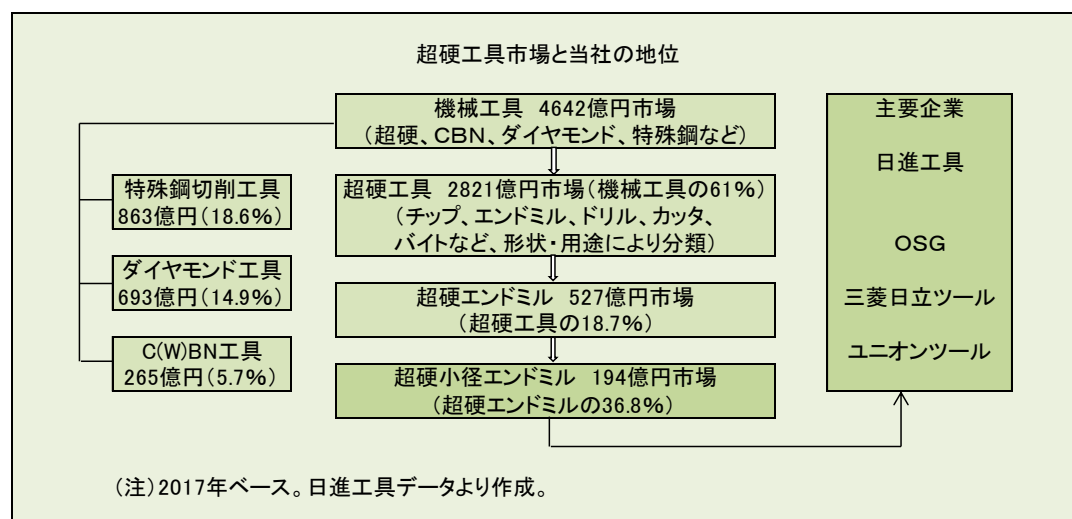 超硬工具市場と当社の地位
機械工具 4642億円市場
(超硬、CBN、ダイヤモンド、特殊鋼など)
超硬工具 2821億円市場(機械工具の61%)
(チップ、エンドミル、ドリル、カッタ、
バイトなど、形状・用途により分類)
超硬エンドミル 527億円市場
(超硬工具の18.7%)
超硬小径エンドミル 194億円市場
(超硬エンドミルの36.8%)
特殊鋼切削工具
863億円(18.6%)
ダイヤモンド工具
693億円(14.9%)
C(W)BN工具
265億円(5.7%)
主要企業
日進工具
OSG
三菱日立ツール
ユニオンツール
(注)2017年ベース。日進工具データより作成。